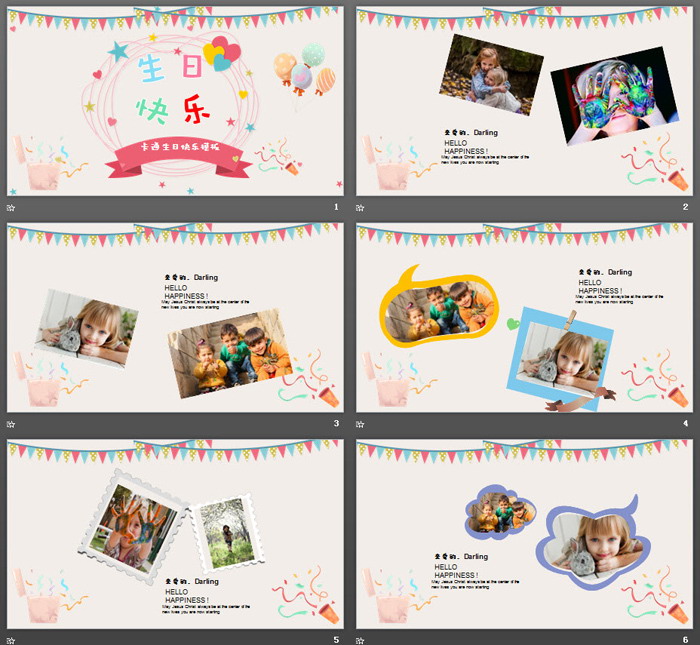 生日
快乐
卡通生日快乐模板
1
亲爱的、Darling
HELLO
HAPPINESS !
May Jesus Christ always be at the center of the
new lives you are now starting
2
亲爱的、Darling
HELLO
HAPPINESS !
May Jesus Christ always be at the center of the
new lives you are now starting
3
亲爱的、Darling
HELLO
HAPPINESS !
May Jesus Christ always be at the center of the
new lives you are now starting
4
亲爱的、Darling
HELLO
HAPPINESS !
May Jesus Christ always be at the center of the
new lives you are now starting
5
亲爱的、Darling
HELLO
HAPPINESS !
May Jesus Christ always be at the center of the
new lives you are now starting
6